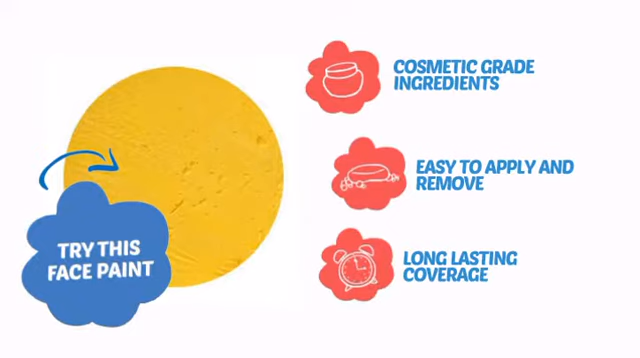 COSMETIC GRADE
INGREDIENTS
EASY TO APPLY AND
REMOVE
LONG LASTING
COVERAGE
TRY THIS
FACE PAINT